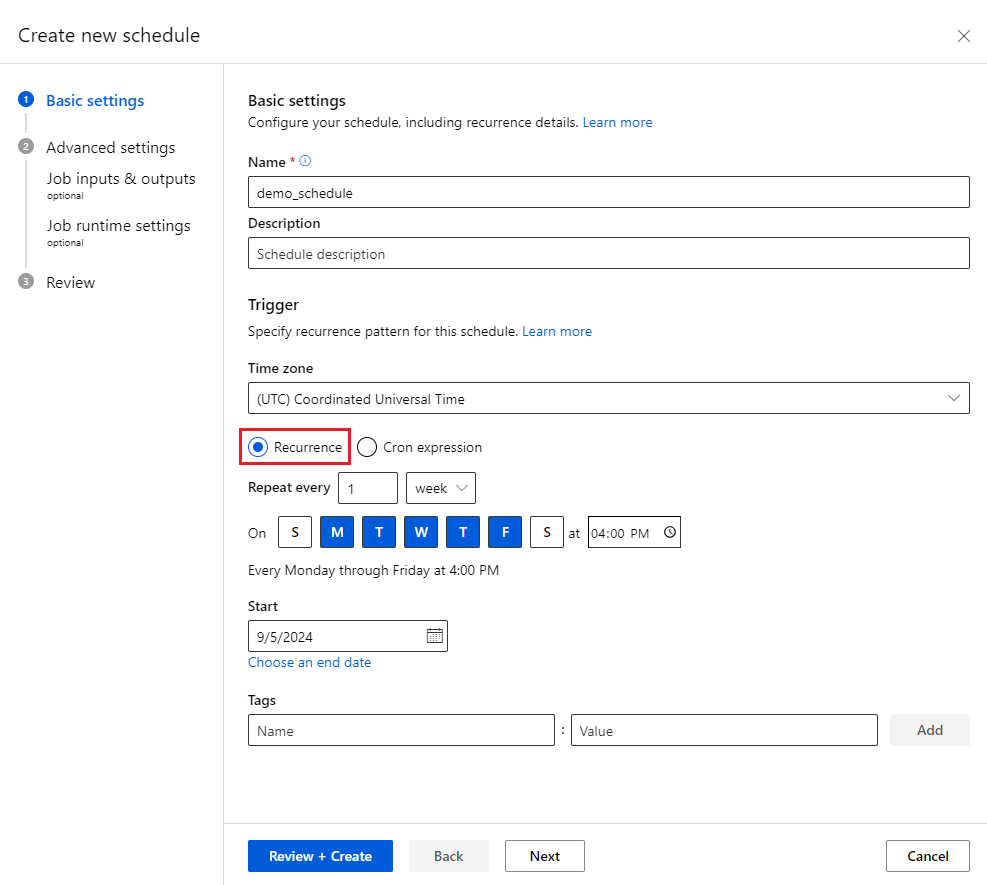 Create new schedule
1 Basic settings
2 Advanced settings
Job inputs & outputs
optional
Job runtime settings
optional
3 Review
Basic settings
Configure your schedule, including recurrence details. Learn more
Name *
demo_schedule
Description
Schedule description
Trigger
Specify recurrence pattern for this schedule. Learn more
Time zone
(UTC) Coordinated Universal Time
Recurrence Cron expression
Repeat every 1 week
On S M T W T F S at 04:00 PM
Every Monday through Friday at 4:00 PM
Start
9/5/2024
Choose an end date
Tags
Name : Value Add
Review + Create Back Next Cancel